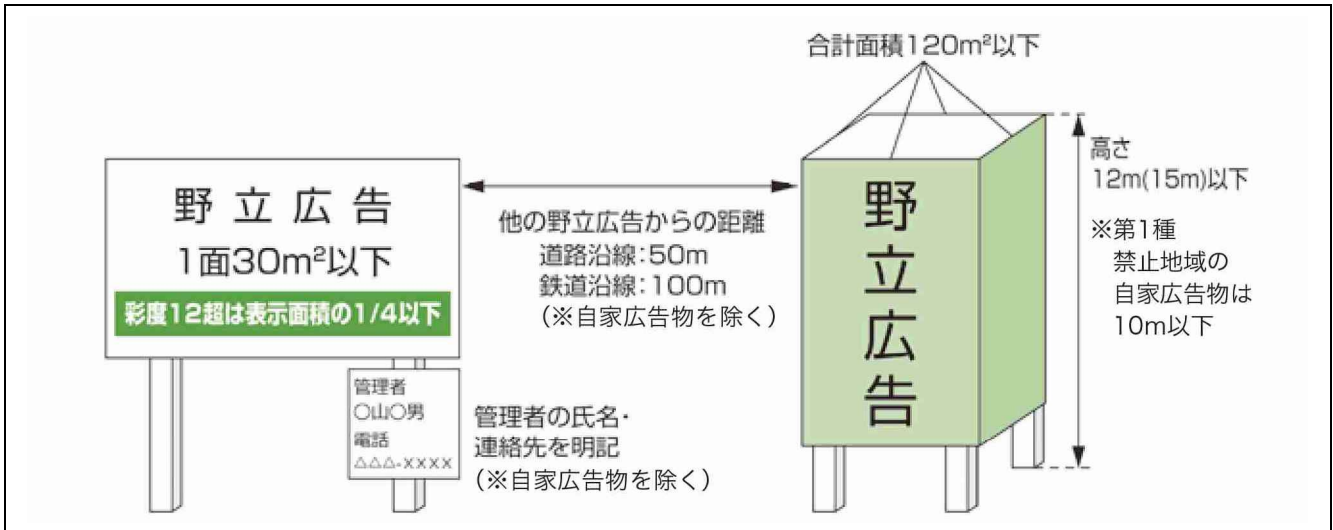 合計面積120m²以下
野立広告
1面30m²以下
彩度12超は表示面積の1/4以下
管理者
○山○男
電話
△△△-××××
他の野立広告からの距離
道路沿線:50m
鉄道沿線:100m
(※自家広告物を除く)
管理者の氏名・
連絡先を明記
(※自家広告物を除く)
野立広告
高さ
12m(15m)以下
※第1種
禁止地域の
自家広告物は
10m以下